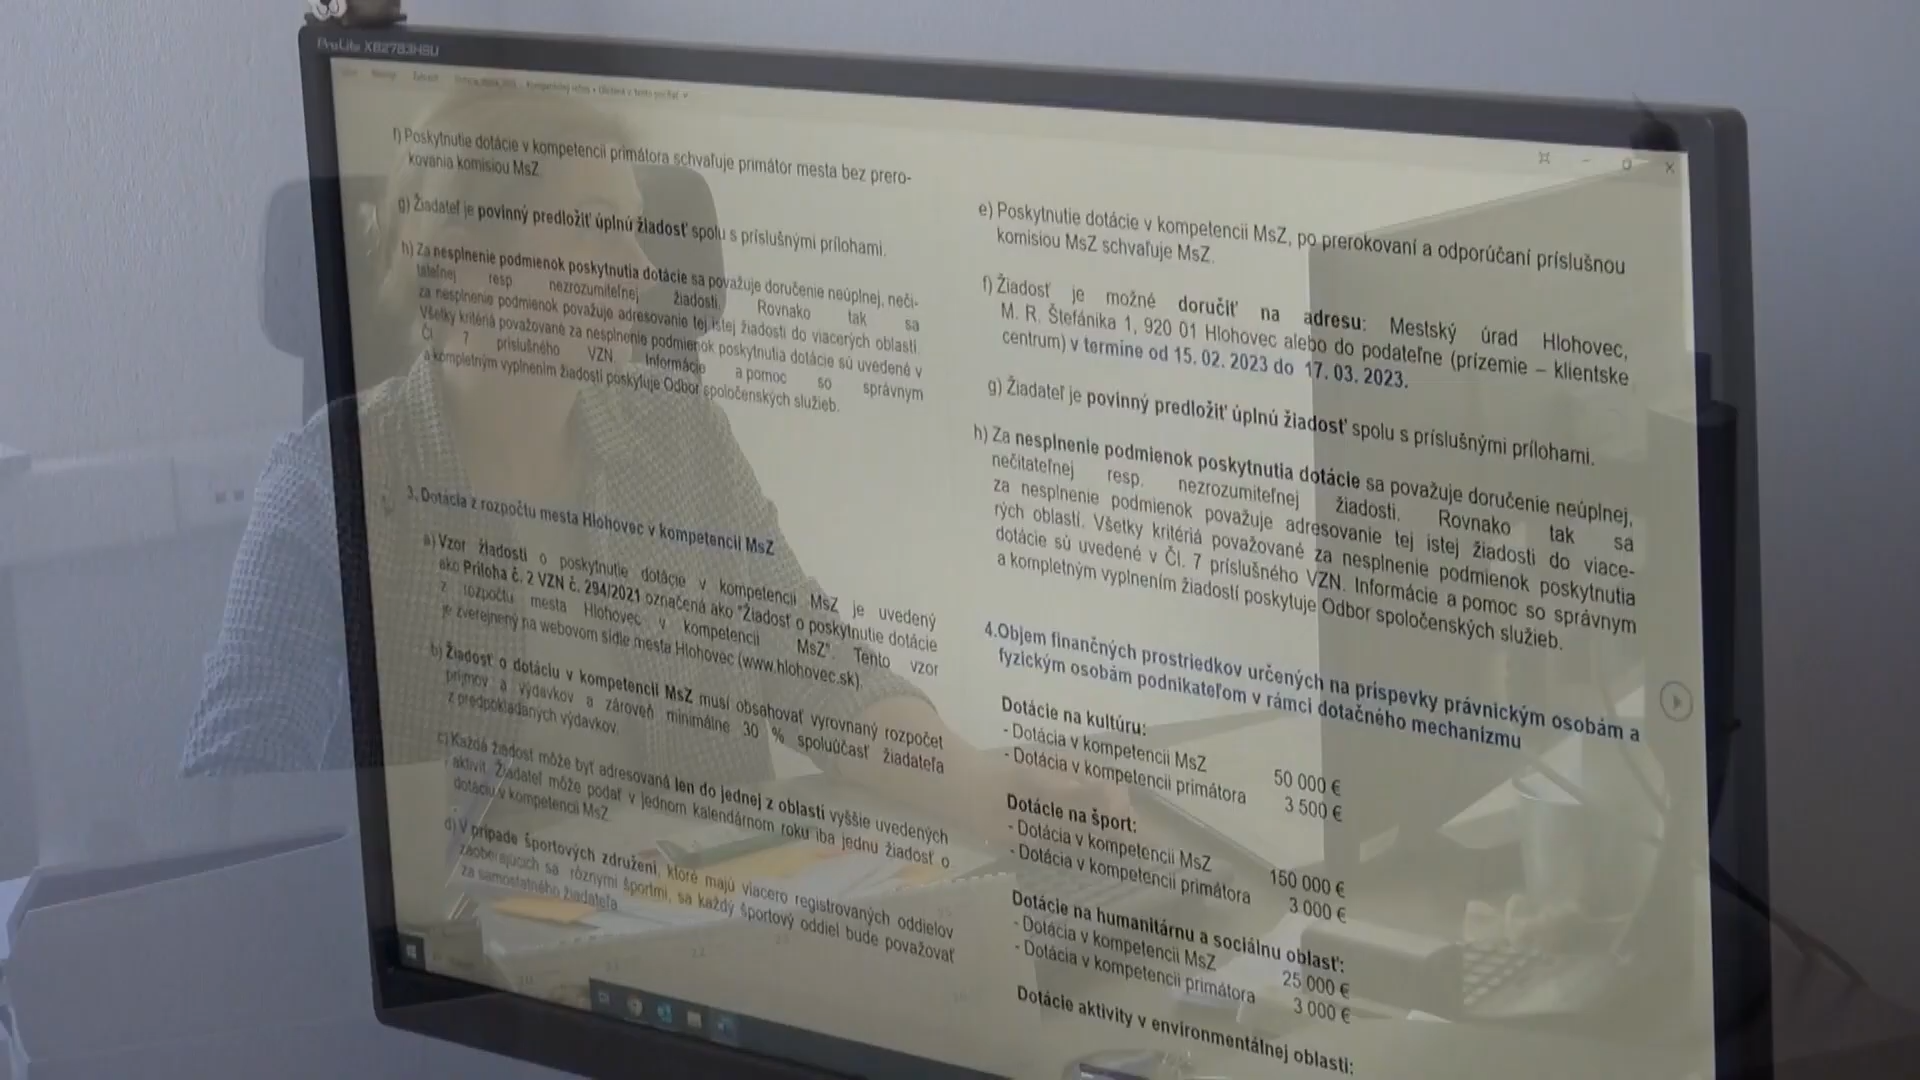 ProLite XB2783HSU
f) Poskytnutie dotácie v kompetencii primátora schvaľuje primátor mesta bez prero-
kovania komisiou MsZ.
g) Žiadateľ je povinný predložiť úplnú žiadosť spolu s príslušnými prílohami.
h) Za nesplnenie podmienok poskytnutia dotácie sa považuje doručenie neúplnej, neči-
tateľnej resp. nezrozumiteľnej žiadosti. Rovnako tak sa
za nesplnenie podmienok považuje adresovanie tej istej žiadosti do viacerých oblastí.
Všetky kritériá považované za nesplnenie podmienok poskytnutia dotácie sú uvedené v
Čl. 7 príslušného VZN. Informácie a pomoc so správnym
a kompletným vyplnením žiadostí poskytuje Odbor spoločenských služieb.
3. Dotácia z rozpočtu mesta Hlohovec v kompetencii MsZ
a) Vzor žiadosti o poskytnutie dotácie v kompetencii MsZ je uvedený
ako Príloha č. 2 VZN č. 294/2021 označená ako "Žiadosť o poskytnutie dotácie
z rozpočtu mesta Hlohovec v kompetencii MsZ". Tento vzor
je zverejnený na webovom sídle mesta Hlohovec (www.hlohovec.sk).
b) Žiadosť o dotáciu v kompetencii MsZ musí obsahovať vyrovnaný rozpočet
príjmov a výdavkov a zároveň minimálne 30 % spoluúčasť žiadateľa
z predpokladaných výdavkov.
c) Každá žiadosť môže byť adresovaná len do jednej z oblasti vyššie uvedených
aktivít. Žiadateľ môže podať v jednom kalendárnom roku iba jednu žiadosť o
dotáciu v kompetencii MsZ.
d) V prípade športových združení, ktoré majú viacero registrovaných oddielov
zaoberajúcich sa rôznymi športmi, sa každý športový oddiel bude považovať
za samostatného žiadateľa.
e) Poskytnutie dotácie v kompetencii MsZ, po prerokovaní a odporúčaní príslušnou
komisiou MsZ schvaľuje MsZ.
f) Žiadosť je možné doručiť na adresu: Mestský úrad Hlohovec,
M. R. Štefánika 1, 920 01 Hlohovec alebo do podateľne (prízemie – klientske
centrum) v termíne od 15. 02. 2023 do 17. 03. 2023.
g) Žiadateľ je povinný predložiť úplnú žiadosť spolu s príslušnými prílohami.
h) Za nesplnenie podmienok poskytnutia dotácie sa považuje doručenie neúplnej,
nečitateľnej resp. nezrozumiteľnej žiadosti. Rovnako tak sa
za nesplnenie podmienok považuje adresovanie tej istej žiadosti do viace-
rých oblastí. Všetky kritériá považované za nesplnenie podmienok poskytnutia
dotácie sú uvedené v Čl. 7 príslušného VZN. Informácie a pomoc so správnym
a kompletným vyplnením žiadostí poskytuje Odbor spoločenských služieb.
4.Objem finančných prostriedkov určených na príspevky právnickým osobám a
fyzickým osobám podnikateľom v rámci dotačného mechanizmu
Dotácie na kultúru:
- Dotácia v kompetencii MsZ 50 000 €
- Dotácia v kompetencii primátora 3 500 €
Dotácie na šport:
- Dotácia v kompetencii MsZ 150 000 €
- Dotácia v kompetencii primátora 3 000 €
Dotácie na humanitárnu a sociálnu oblasť:
- Dotácia v kompetencii MsZ 25 000 €
- Dotácia v kompetencii primátora 3 000 €
Dotácie aktivity v environmentálnej oblasti: